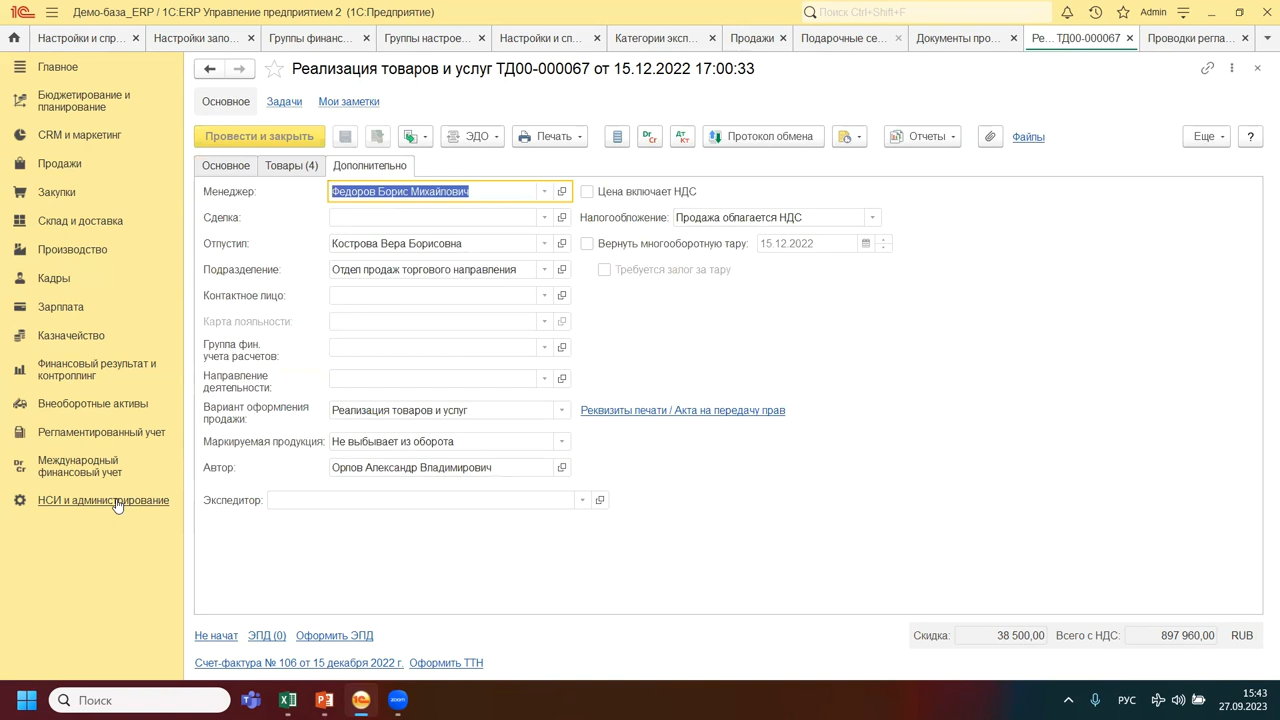 Демо-база_ERP / 1С:ERP Управление предприятием 2 (1С:Предприятие)
Поиск Ctrl+Shift+F
Admin
Настройки и спр...
Настройки запо...
Группы финанс...
Группы настрое...
Настройки и сп...
Категории эксп...
Продажи
Подарочные се...
Документы про...
Ре... ТД00-000067
Проводки регла...
Главное
Бюджетирование и
планирование
CRM и маркетинг
Продажи
Закупки
Склад и доставка
Производство
Кадры
Зарплата
Казначейство
Финансовый результат и
контроллинг
Внеоборотные активы
Регламентированный учет
Международный
финансовый учет
НСИ и администрирование
Реализация товаров и услуг ТД00-000067 от 15.12.2022 17:00:33
Основное
Задачи
Мои заметки
Провести и закрыть
ЭДО
Печать
Dr
Cr
Дт
Кт
Протокол обмена
Отчеты
Файлы
Еще
?
Основное
Товары (4)
Дополнительно
Менеджер: Федоров Борис Михайлович
Цена включает НДС
Сделка:
Налогообложение: Продажа облагается НДС
Отпустил: Кострова Вера Борисовна
Вернуть многооборотную тару: 15.12.2022
Подразделение: Отдел продаж торгового направления
Требуется залог за тару
Контактное лицо:
Карта лояльности:
Группа фин.
учета расчетов:
Направление
деятельности:
Вариант оформления
продажи: Реализация товаров и услуг
Реквизиты печати / Акта на передачу прав
Маркируемая продукция: Не выбывает из оборота
Автор: Орлов Александр Владимирович
Экспедитор:
Не начат
ЭПД (0)
Оформить ЭПД
Скидка: 38 500,00
Всего с НДС: 897 960,00 RUB
Счет-фактура № 106 от 15 декабря 2022 г.
Оформить ТТН
Поиск
zoom
РУС
15:43
27.09.2023